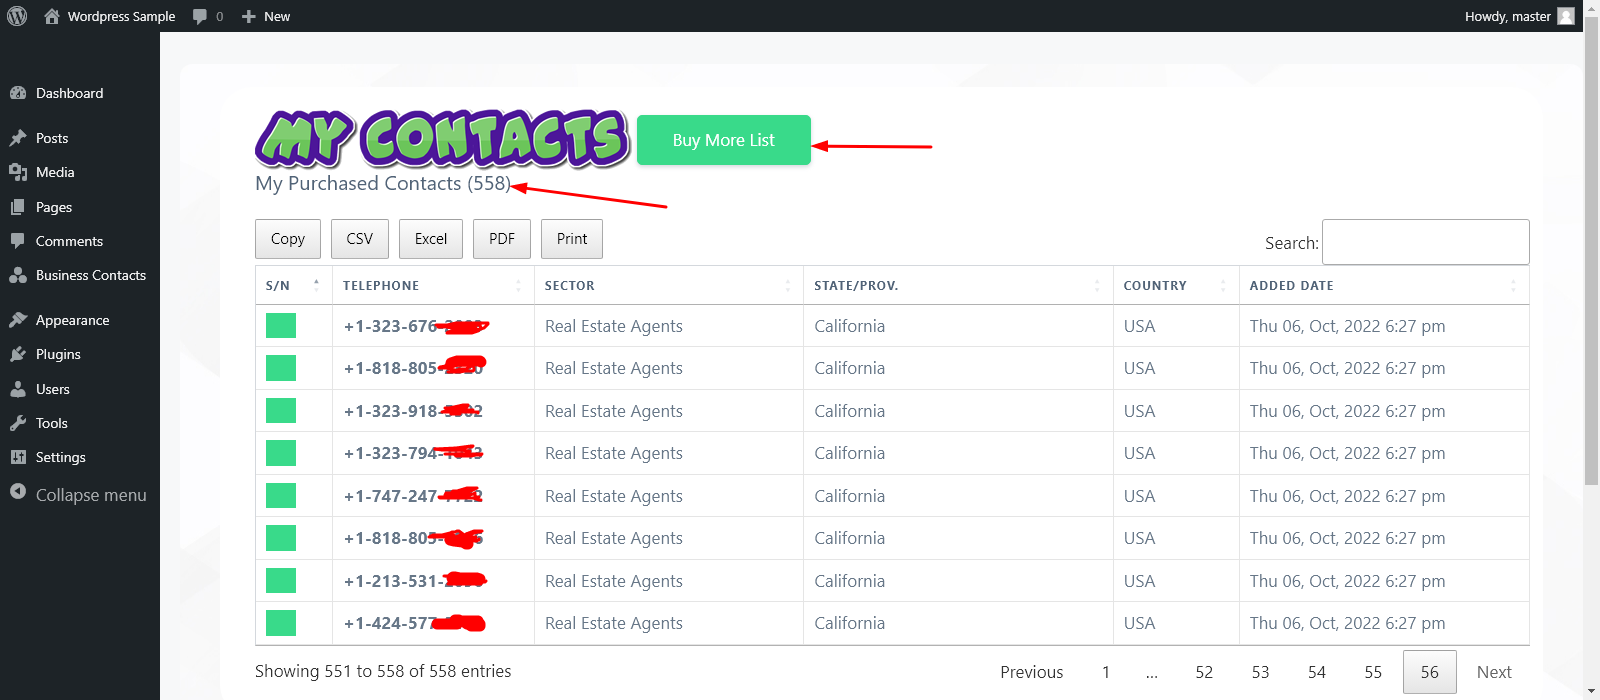 Wordpress Sample 0 New Howdy, master
Dashboard
Posts
Media
Pages
Comments
Business Contacts
Appearance
Plugins
Users
Tools
Settings
Collapse menu
MY CONTACTS Buy More List
My Purchased Contacts (558)
Copy CSV Excel PDF Print Search:
S/N TELEPHONE SECTOR STATE/PROV. COUNTRY ADDED DATE
+1-323-676- Real Estate Agents California USA Thu 06, Oct, 2022 6:27 pm
+1-818-805- Real Estate Agents California USA Thu 06, Oct, 2022 6:27 pm
+1-323-918- Real Estate Agents California USA Thu 06, Oct, 2022 6:27 pm
+1-323-794- Real Estate Agents California USA Thu 06, Oct, 2022 6:27 pm
+1-747-247- Real Estate Agents California USA Thu 06, Oct, 2022 6:27 pm
+1-818-805- Real Estate Agents California USA Thu 06, Oct, 2022 6:27 pm
+1-213-531- Real Estate Agents California USA Thu 06, Oct, 2022 6:27 pm
+1-424-577 Real Estate Agents California USA Thu 06, Oct, 2022 6:27 pm
Showing 551 to 558 of 558 entries Previous 1 ... 52 53 54 55 56 Next